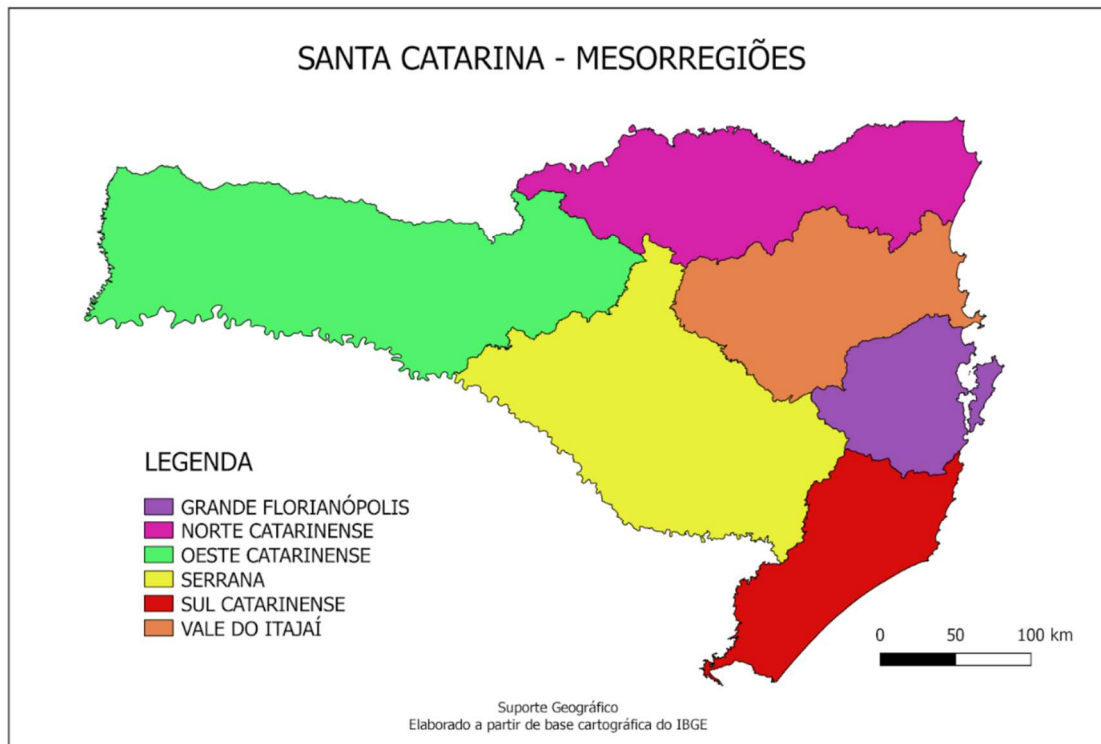 SANTA CATARINA - MESORREGIÕES
LEGENDA
GRANDE FLORIANÓPOLIS
NORTE CATARINENSE
OESTE CATARINENSE
SERRANA
SUL CATARINENSE
VALE DO ITAJAÍ
0 50 100 km
Suporte Geográfico
Elaborado a partir de base cartográfica do IBGE